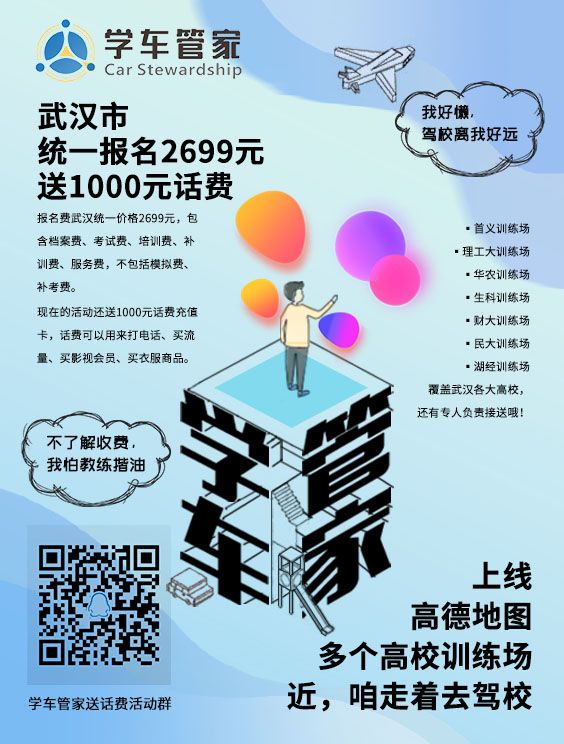 学车管家
Car Stewardship
我好懒，
驾校离我好远
武汉市
统一报名2699元
送1000元话费
报名费武汉统一价格2699元，包
含档案费、考试费、培训费、补
训费、服务费，不包括模拟费、
补考费。
现在的活动还送1000元话费充值
卡，话费可以用来打电话、买流
量、买影视会员、买衣服商品。
▪ 首义训练场
▪ 理工大训练场
▪ 华农训练场
▪ 生科训练场
▪ 财大训练场
▪ 民大训练场
▪ 湖经训练场
覆盖武汉各大高校，
还有专人负责接送哦！
不了解收费，
我怕教练揩油
学车
管家
上线
高德地图
多个高校训练场
近，咱走着去驾校
学车管家送话费活动群